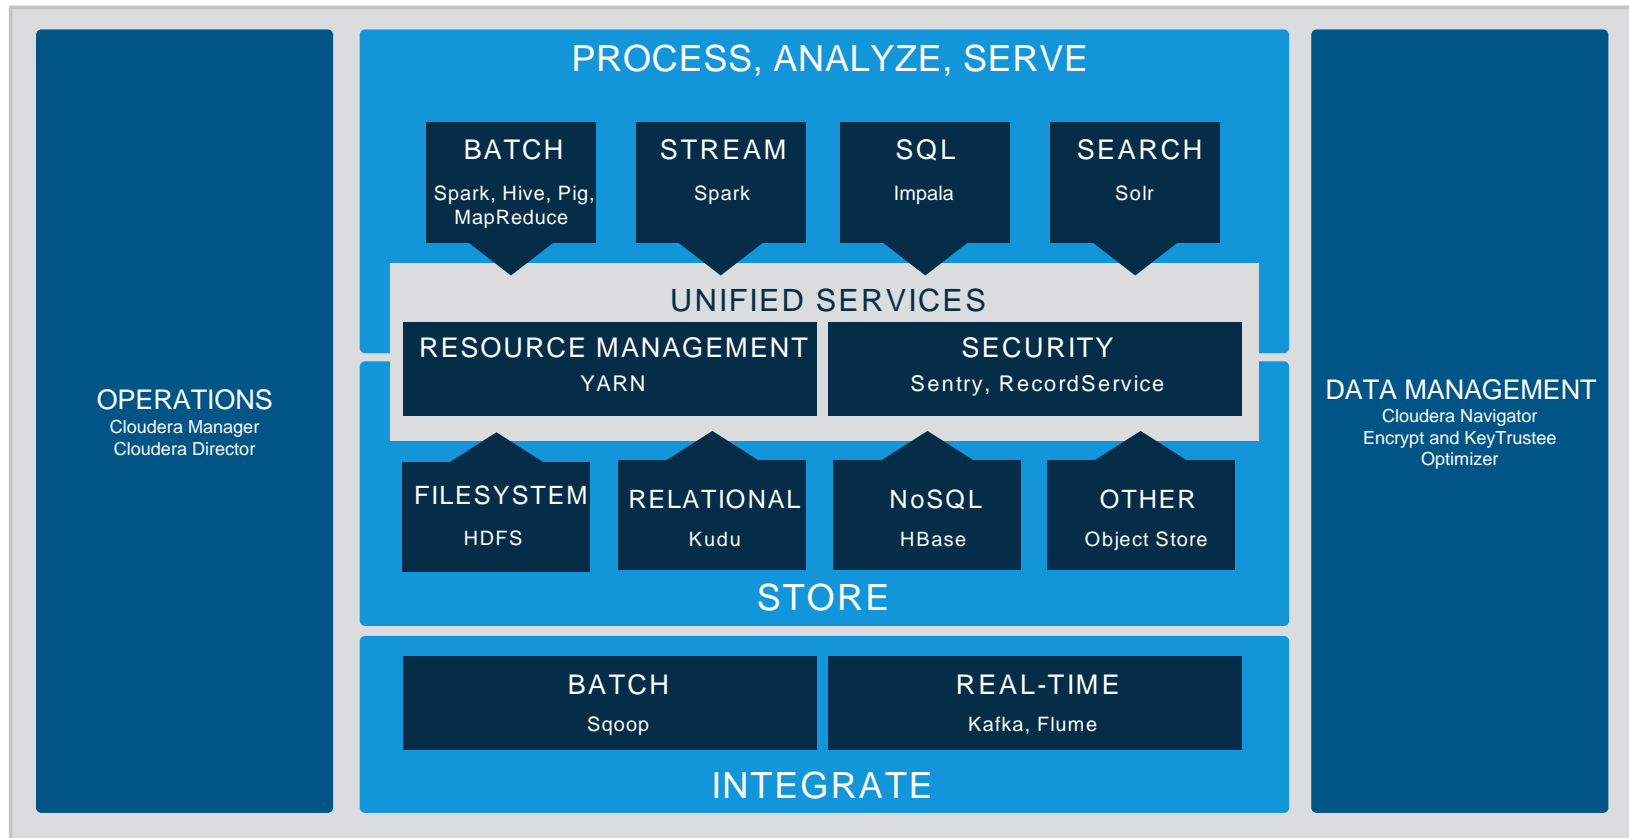 PROCESS, ANALYZE, SERVE
BATCH
Spark, Hive, Pig,
MapReduce
STREAM
Spark
SQL
Impala
SEARCH
Solr
UNIFIED SERVICES
RESOURCE MANAGEMENT
YARN
SECURITY
Sentry, RecordService
OPERATIONS
Cloudera Manager
Cloudera Director
DATA MANAGEMENT
Cloudera Navigator
Encrypt and KeyTrustee
Optimizer
FILESYSTEM
HDFS
RELATIONAL
Kudu
NoSQL
HBase
OTHER
Object Store
STORE
BATCH
Sqoop
REAL-TIME
Kafka, Flume
INTEGRATE